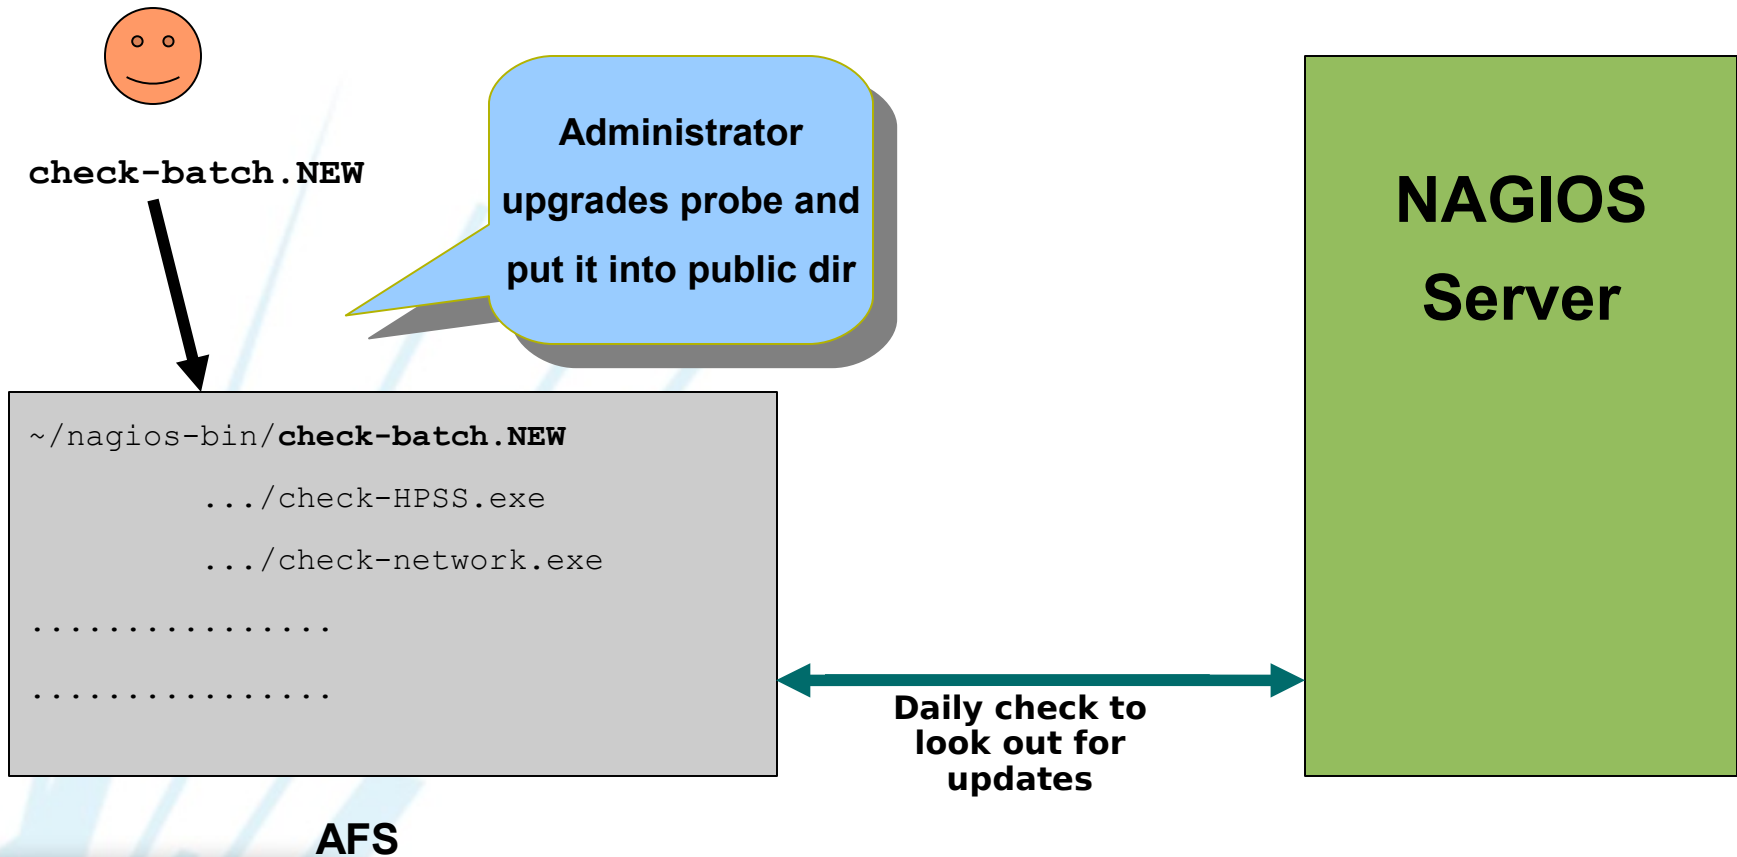 check-batch.NEW
Administrator
upgrades probe and
put it into public dir
NAGIOS
Server
~/nagios-bin/check-batch.NEW
.../check-HPSS.exe
.../check-network.exe
................
................
Daily check to
look out for
updates
AFS